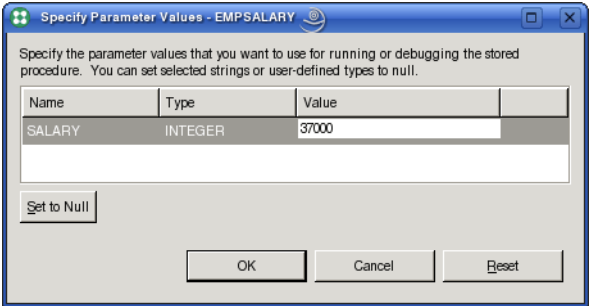 Specify Parameter Values - EMPSALARY
Specify the parameter values that you want to use for running or debugging the stored
procedure. You can set selected strings or user-defined types to null.
Name Type Value
SALARY INTEGER 37000
Set to Null
OK Cancel Reset